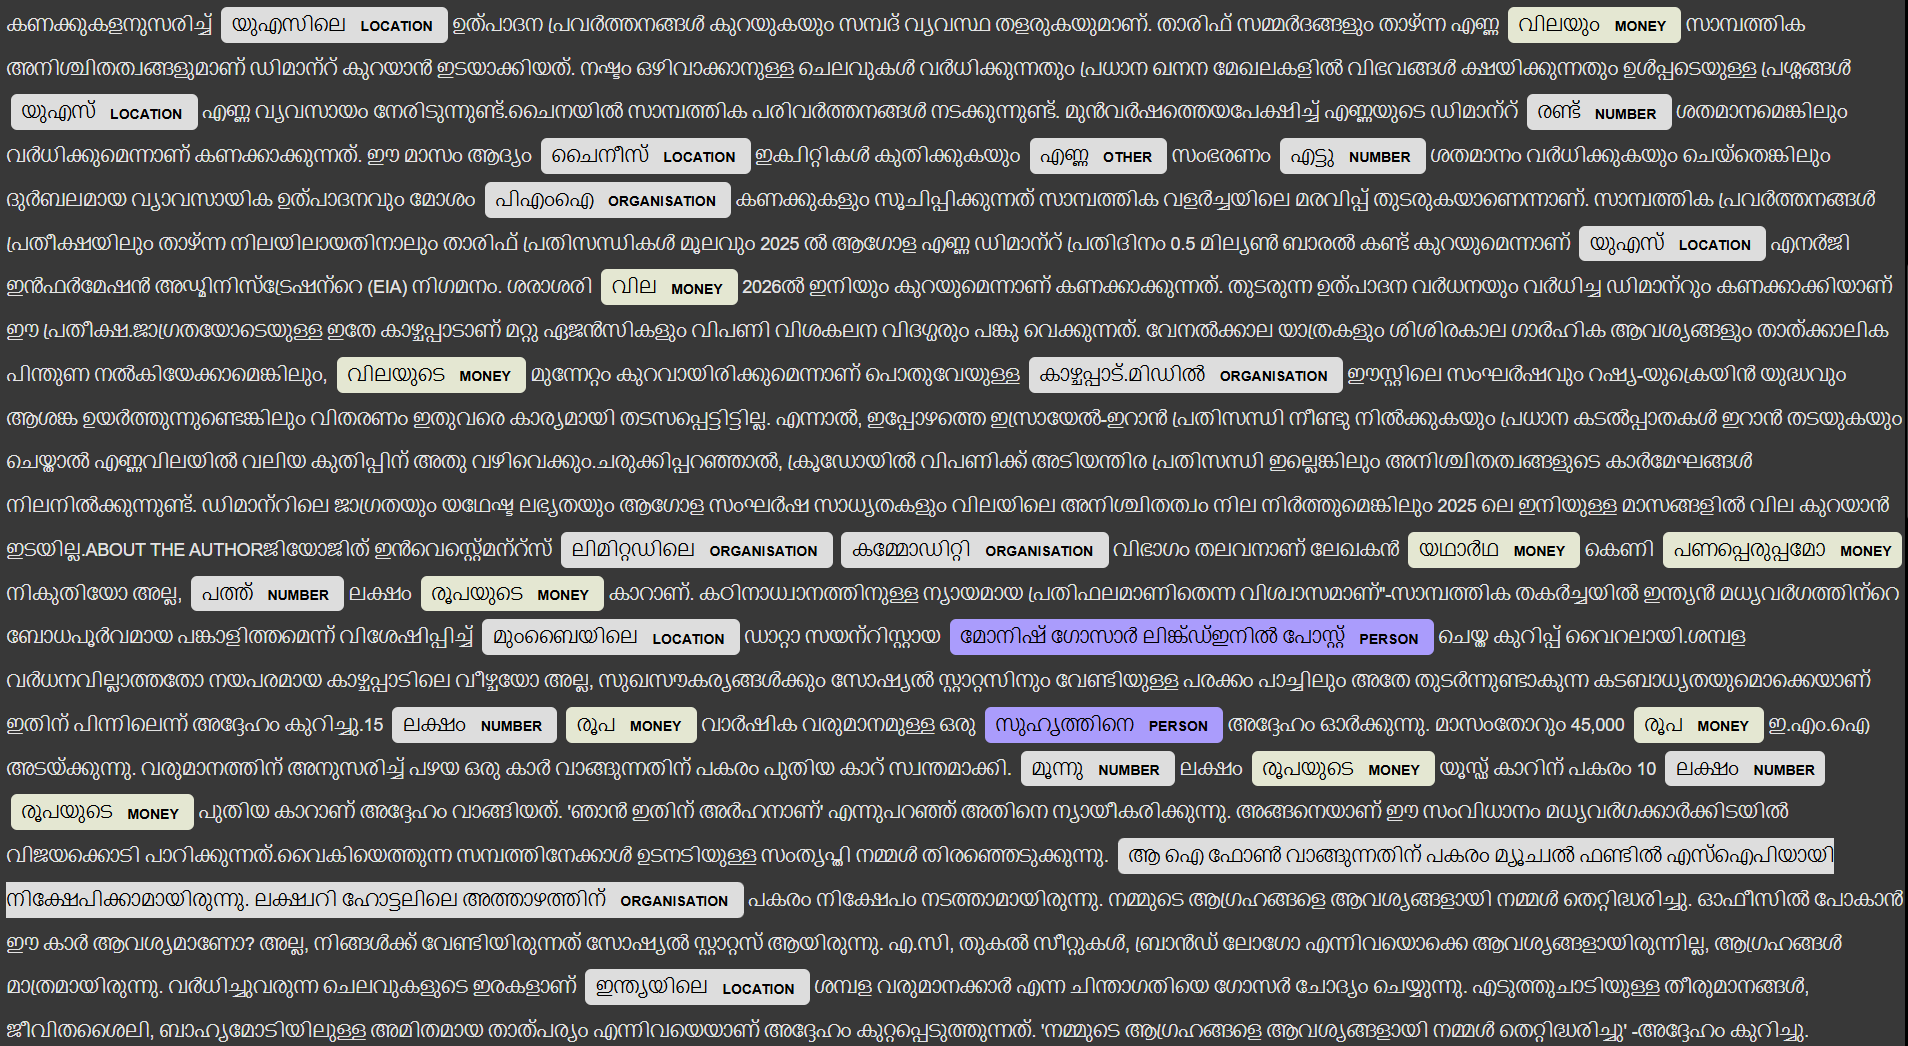 കണക്കുകളനുസരിച്ച് യുഎസിലെ LOCATION ഉത്പാദന പ്രവർത്തനങ്ങൾ കുറയുകയും സമ്പദ് വ്യവസ്ഥ തളരുകയുമാണ്. താരിഫ് സമ്മർദങ്ങളും താഴ്ന്ന എണ്ണ വിലയും MONEY സാമ്പത്തിക
അനിശ്ചിതത്വങ്ങളുമാണ് ഡിമാന്റ് കുറയാൻ ഇടയാക്കിയത്. നഷ്ടം ഒഴിവാക്കാനുള്ള ചെലവുകൾ വർധിക്കുന്നതും പ്രധാന ഖനന മേഖലകളിൽ വിഭവങ്ങൾ ക്ഷയിക്കുന്നതും ഉൾപ്പടെയുള്ള പ്രശ്നങ്ങൾ
യുഎസ് LOCATION എണ്ണ വ്യവസായം നേരിടുന്നുണ്ട്.ചൈനയിൽ സാമ്പത്തിക പരിവർത്തനങ്ങൾ നടക്കുന്നുണ്ട്. മുൻവർഷത്തെയപേക്ഷിച്ച് എണ്ണയുടെ ഡിമാന്റ് രണ്ട് NUMBER ശതമാനമെങ്കിലും
വർധിക്കുമെന്നാണ് കണക്കാക്കുന്നത്. ഈ മാസം ആദ്യം ചൈനീസ് LOCATION ഇക്വിറ്റികൾ കുതിക്കുകയും എണ്ണ OTHER സംഭരണം എട്ടു NUMBER ശതമാനം വർധിക്കുകയും ചെയ്തെങ്കിലും
ദുർബലമായ വ്യാവസായിക ഉത്പാദനവും മോശം പിഎംഐ ORGANISATION കണക്കുകളും സൂചിപ്പിക്കുന്നത് സാമ്പത്തിക വളർച്ചയിലെ മരവിപ്പ് തുടരുകയാണെന്നാണ്. സാമ്പത്തിക പ്രവർത്തനങ്ങൾ
പ്രതീക്ഷയിലും താഴ്ന്ന നിലയിലായതിനാലും താരിഫ് പ്രതിസന്ധികൾ മൂലവും 2025 ൽ ആഗോള എണ്ണ ഡിമാന്റ് പ്രതിദിനം 0.5 മില്യൺ ബാരൽ കണ്ട് കുറയുമെന്നാണ് യുഎസ് LOCATION എനർജി
ഇൻഫർമേഷൻ അഡ്മിനിസ്ട്രേഷന്റെ (EIA) നിഗമനം. ശരാശരി വില MONEY 2026ൽ ഇനിയും കുറയുമെന്നാണ് കണക്കാക്കുന്നത്. തുടരുന്ന ഉത്പാദന വർധനയും വർധിച്ച ഡിമാന്റും കണക്കാക്കിയാണ്
ഈ പ്രതീക്ഷ.ജാഗ്രതയോടെയുള്ള ഇതേ കാഴ്ചപ്പാടാണ് മറ്റു ഏജൻസികളും വിപണി വിശകലന വിദഗ്ധരും പങ്കു വെക്കുന്നത്. വേനൽക്കാല യാത്രകളും ശിശിരകാല ഗാർഹിക ആവശ്യങ്ങളും താത്ക്കാലിക
പിന്തുണ നൽകിയേക്കാമെങ്കിലും, വിലയുടെ MONEY മുന്നേറ്റം കുറവായിരിക്കുമെന്നാണ് പൊതുവേയുള്ള കാഴ്ചപ്പാട്.മിഡിൽ ORGANISATION ഈസ്റ്റിലെ സംഘർഷവും റഷ്യ-യുക്രെയിൻ യുദ്ധവും
ആശങ്ക ഉയർത്തുന്നുണ്ടെങ്കിലും വിതരണം ഇതുവരെ കാര്യമായി തടസപ്പെട്ടിട്ടില്ല. എന്നാൽ, ഇപ്പോഴത്തെ ഇസ്രായേൽ-ഇറാൻ പ്രതിസന്ധി നീണ്ടു നിൽക്കുകയും പ്രധാന കടൽപ്പാതകൾ ഇറാൻ തടയുകയും
ചെയ്താൽ എണ്ണവിലയിൽ വലിയ കുതിപ്പിന് അതു വഴിവെക്കും.ചരുക്കിപ്പറഞ്ഞാൽ, ക്രൂഡോയിൽ വിപണിക്ക് അടിയന്തിര പ്രതിസന്ധി ഇല്ലെങ്കിലും അനിശ്ചിതത്വങ്ങളുടെ കാർമേഘങ്ങൾ
നിലനിൽക്കുന്നുണ്ട്. ഡിമാന്റിലെ ജാഗ്രതയും യഥേഷ്ട ലഭ്യതയും ആഗോള സംഘർഷ സാധ്യതകളും വിലയിലെ അനിശ്ചിതത്വം നില നിർത്തുമെങ്കിലും 2025 ലെ ഇനിയുള്ള മാസങ്ങളിൽ വില കുറയാൻ
ഇടയില്ല.ABOUT THE AUTHORജിയോജിത് ഇൻവെസ്റ്റ്മന്റ്സ് ലിമിറ്റഡിലെ ORGANISATION കമ്മോഡിറ്റി ORGANISATION വിഭാഗം തലവനാണ് ലേഖകൻ യഥാർഥ MONEY കെണി പണപ്പെരുപ്പമോ MONEY
നികുതിയോ അല്ല, പത്ത് NUMBER ലക്ഷം രൂപയുടെ MONEY കാറാണ്. കഠിനാധ്വാനത്തിനുള്ള ന്യായമായ പ്രതിഫലമാണിതെന്ന വിശ്വാസമാണ്"-സാമ്പത്തിക തകർച്ചയിൽ ഇന്ത്യൻ മധ്യവർഗത്തിന്റെ
ബോധപൂർവമായ പങ്കാളിത്തമെന്ന് വിശേഷിപ്പിച്ച് മുംബൈയിലെ LOCATION ഡാറ്റാ സയന്റിസ്റ്റായ മോനിഷ് ഗോസാർ ലിങ്ക്ഡ്ഇനിൽ പോസ്റ്റ് PERSON ചെയ്ത കുറിപ്പ് വൈറലായി.ശമ്പള
വർധനവില്ലാത്തതോ നയപരമായ കാഴ്ചപ്പാടിലെ വീഴ്ചയോ അല്ല, സുഖസൗകര്യങ്ങൾക്കും സോഷ്യൽ സ്റ്റാറ്റസിനും വേണ്ടിയുള്ള പരക്കം പാച്ചിലും അതേ തുടർന്നുണ്ടാകുന്ന കടബാധ്യതയുമൊക്കെയാണ്
ഇതിന് പിന്നിലെന്ന് അദ്ദേഹം കുറിച്ചു.15 ലക്ഷം NUMBER രൂപ MONEY വാർഷിക വരുമാനമുള്ള ഒരു സുഹൃത്തിനെ PERSON അദ്ദേഹം ഓർക്കുന്നു. മാസംതോറും 45,000 രൂപ MONEY ഇ.എം.ഐ
അടയ്ക്കുന്നു. വരുമാനത്തിന് അനുസരിച്ച് പഴയ ഒരു കാർ വാങ്ങുന്നതിന് പകരം പുതിയ കാറ് സ്വന്തമാക്കി. മൂന്നു NUMBER ലക്ഷം രൂപയുടെ MONEY യൂസ്ഡ് കാറിന് പകരം 10 ലക്ഷം NUMBER
രൂപയുടെ MONEY പുതിയ കാറാണ് അദ്ദേഹം വാങ്ങിയത്. 'ഞാൻ ഇതിന് അർഹനാണ്' എന്നുപറഞ്ഞ് അതിനെ ന്യായീകരിക്കുന്നു. അങ്ങനെയാണ് ഈ സംവിധാനം മധ്യവർഗക്കാർക്കിടയിൽ
വിജയക്കൊടി പാറിക്കുന്നത്.വൈകിയെത്തുന്ന സമ്പത്തിനേക്കാൾ ഉടനടിയുള്ള സംതൃപ്തി നമ്മൾ തിരഞ്ഞെടുക്കുന്നു. ആ ഐ ഫോൺ വാങ്ങുന്നതിന് പകരം മ്യൂച്വൽ ഫണ്ടിൽ എസ്ഐപിയായി
നിക്ഷേപിക്കാമായിരുന്നു. ലക്ഷ്വറി ഹോട്ടലിലെ അത്താഴത്തിന് ORGANISATION പകരം നിക്ഷേപം നടത്താമായിരുന്നു. നമ്മുടെ ആഗ്രഹങ്ങളെ ആവശ്യങ്ങളായി നമ്മൾ തെറ്റിദ്ധരിച്ചു. ഓഫീസിൽ പോകാൻ
ഈ കാർ ആവശ്യമാണോ? അല്ല, നിങ്ങൾക്ക് വേണ്ടിയിരുന്നത് സോഷ്യൽ സ്റ്റാറ്റസ് ആയിരുന്നു. എ.സി, തുകൽ സീറ്റുകൾ, ബ്രാൻഡ് ലോഗോ എന്നിവയൊക്കെ ആവശ്യങ്ങളായിരുന്നില്ല, ആഗ്രഹങ്ങൾ
മാത്രമായിരുന്നു. വർധിച്ചുവരുന്ന ചെലവുകളുടെ ഇരകളാണ് ഇന്ത്യയിലെ LOCATION ശമ്പള വരുമാനക്കാർ എന്ന ചിന്താഗതിയെ ഗോസർ ചോദ്യം ചെയ്യുന്നു. എടുത്തുചാടിയുള്ള തീരുമാനങ്ങൾ,
ജീവിതശൈലി, ബാഹ്യമോടിയിലുള്ള അമിതമായ താത്പര്യം എന്നിവയെയാണ് അദ്ദേഹം കുറ്റപ്പെടുത്തുന്നത്. 'നമ്മുടെ ആഗ്രഹങ്ങളെ ആവശ്യങ്ങളായി നമ്മൾ തെറ്റിദ്ധരിച്ചു' -അദ്ദേഹം കുറിച്ചു.